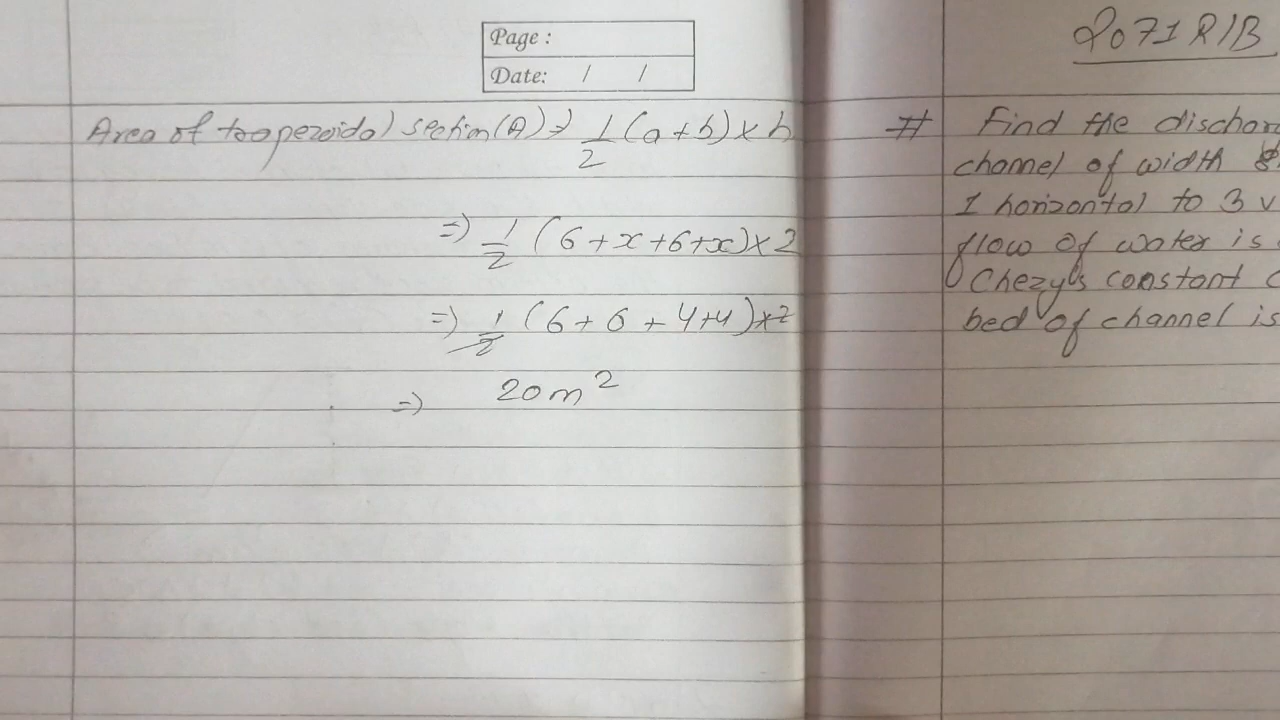 Page :
Date: / /
Area of trapezoidal section(A) => 1/2 (a+b)×h
=) 1/2 (6+x+6+x)×2
=) 1/2 (6+6+4+4)×2
=) 20m²
2071 R/B
# Find the dischar
channel of width 8
1 horizontal to 3 v
flow of water is
Chezy's constant C
bed of channel is